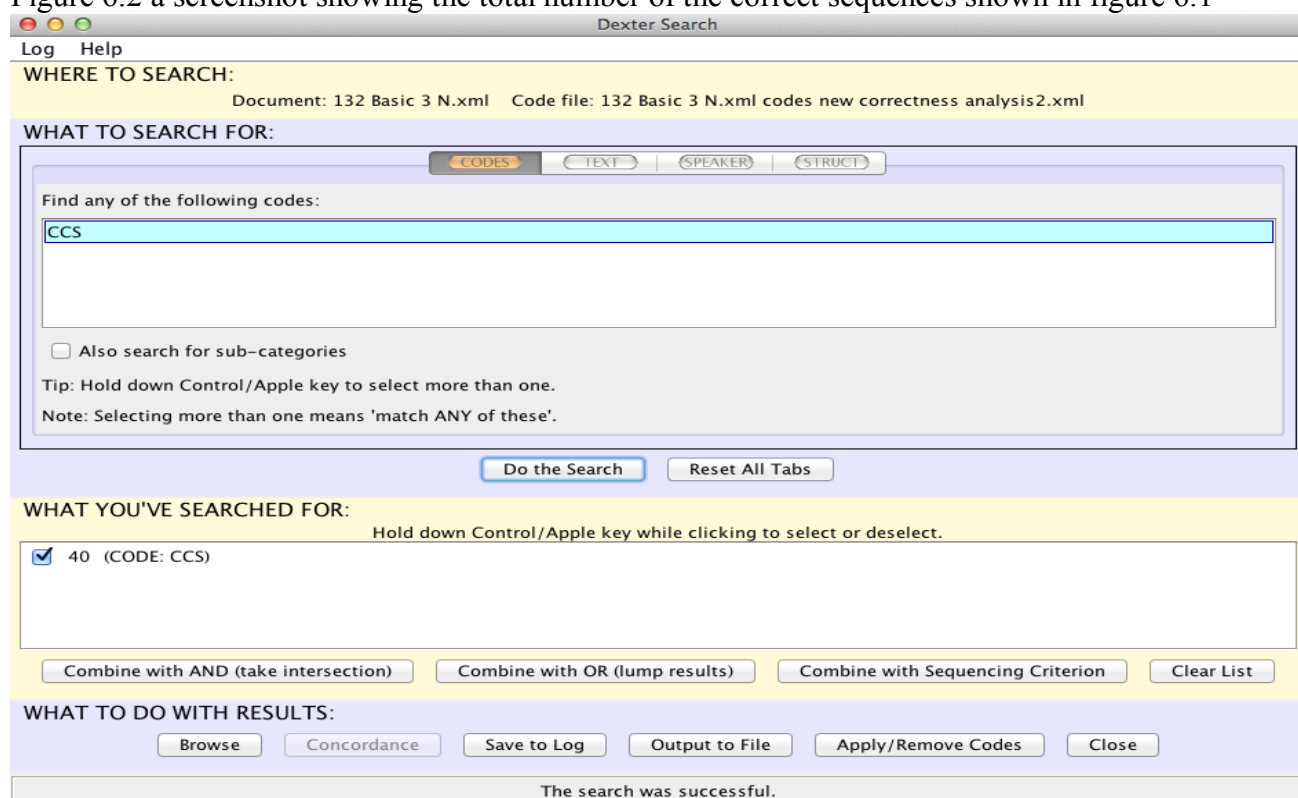 Figure 6.2 a screenshot showing the total number of the correct sequences shown in figure 6.1
Dexter Search
Log Help
WHERE TO SEARCH:
Document: 132 Basic 3 N.xml Code file: 132 Basic 3 N.xml codes new correctness analysis2.xml
WHAT TO SEARCH FOR:
CODES TEXT SPEAKER STRUCT
Find any of the following codes:
CCS
Also search for sub-categories
Tip: Hold down Control/Apple key to select more than one.
Note: Selecting more than one means 'match ANY of these'.
Do the Search Reset All Tabs
WHAT YOU'VE SEARCHED FOR:
Hold down Control/Apple key while clicking to select or deselect.
40 (CODE: CCS)
Combine with AND (take intersection) Combine with OR (lump results) Combine with Sequencing Criterion Clear List
WHAT TO DO WITH RESULTS:
Browse Concordance Save to Log Output to File Apply/Remove Codes Close
The search was successful.